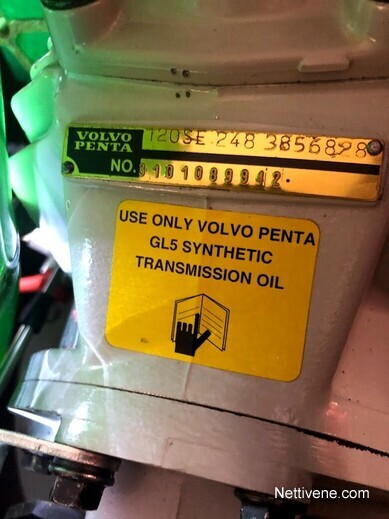 VOLVO PENTA 120SE 248 3856828
NO. 3101089942.
USE ONLY VOLVO PENTA
GL5 SYNTHETIC
TRANSMISSION OIL
Nettivene.com